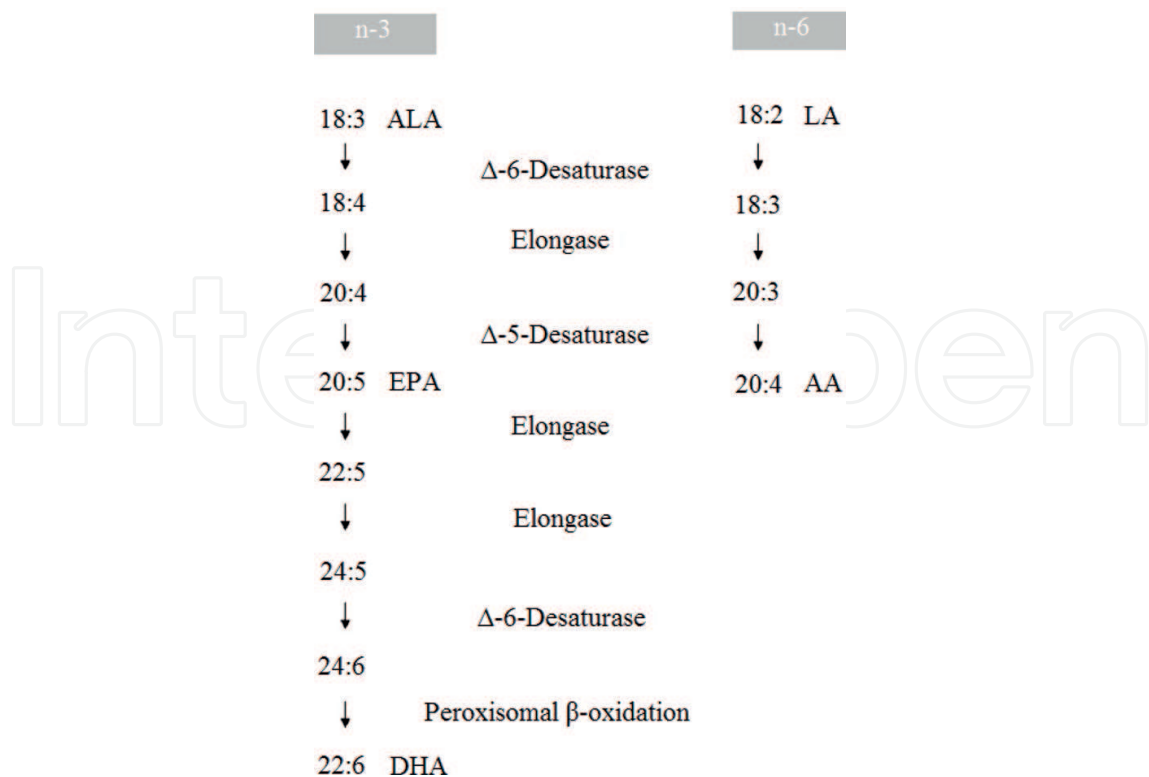 n-3 n-6
18:3 ALA 18:2 LA
↓ Δ-6-Desaturase ↓
18:4 18:3
↓ Elongase ↓
20:4 20:3
↓ Δ-5-Desaturase ↓
20:5 EPA 20:4 AA
↓ Elongase
22:5
↓ Elongase
24:5
↓ Δ-6-Desaturase
24:6
↓ Peroxisomal β-oxidation
22:6 DHA